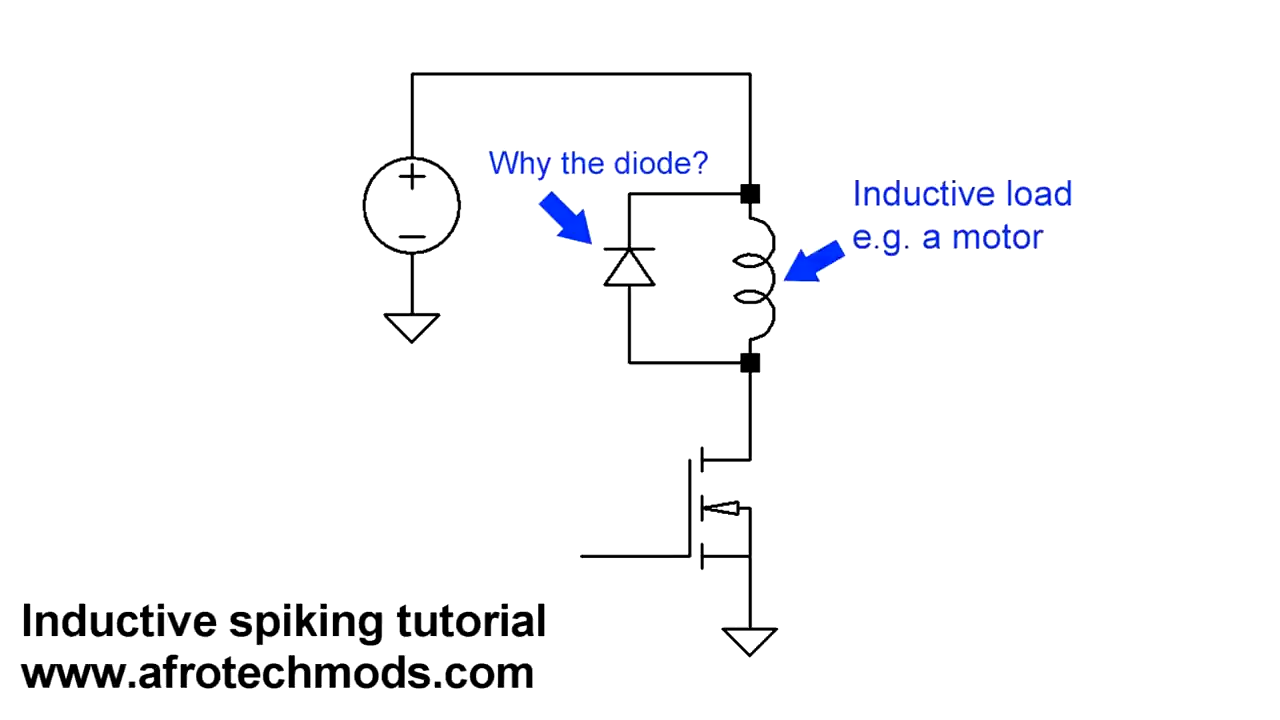 Why the diode?
Inductive load
e.g. a motor
Inductive spiking tutorial
www.afrotechmods.com